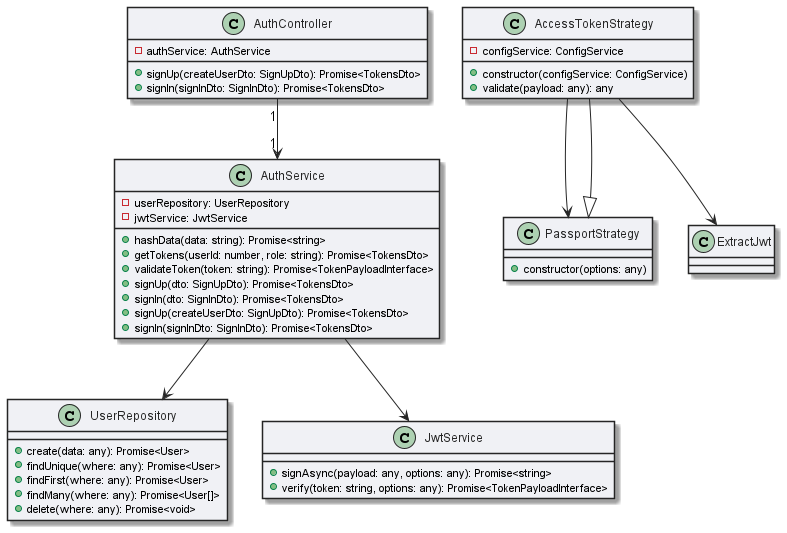 C AuthController
authService: AuthService
signUp(createUserDto: SignUpDto): Promise<TokensDto>
signIn(signInDto: SignInDto): Promise<TokensDto>
C AccessTokenStrategy
configService: ConfigService
constructor(configService: ConfigService)
validate(payload: any): any
1
1
C AuthService
userRepository: UserRepository
jwtService: JwtService
hashData(data: string): Promise<string>
getTokens(userId: number, role: string): Promise<TokensDto>
validateToken(token: string): Promise<TokenPayloadInterface>
signUp(dto: SignUpDto): Promise<TokensDto>
signIn(dto: SignInDto): Promise<TokensDto>
signUp(createUserDto: SignUpDto): Promise<TokensDto>
signIn(signInDto: SignInDto): Promise<TokensDto>
C PassportStrategy
constructor(options: any)
C ExtractJwt
C UserRepository
create(data: any): Promise<User>
findUnique(where: any): Promise<User>
findFirst(where: any): Promise<User>
findMany(where: any): Promise<User[]>
delete(where: any): Promise<void>
C JwtService
signAsync(payload: any, options: any): Promise<string>
verify(token: string, options: any): Promise<TokenPayloadInterface>